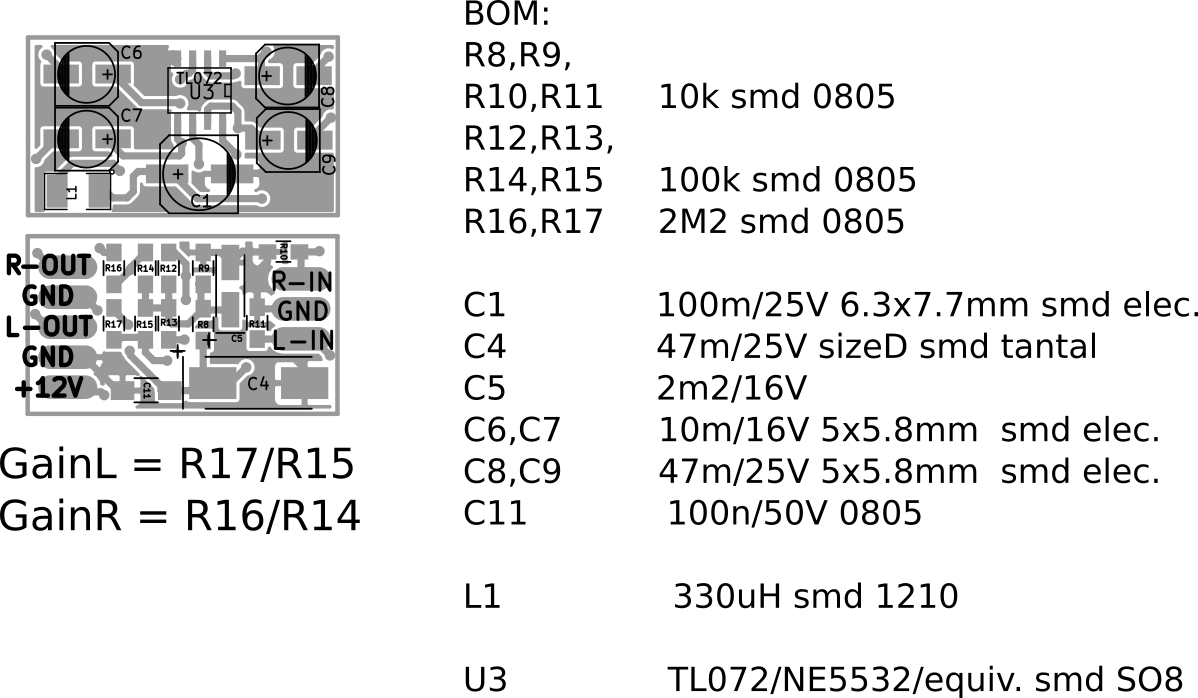 C6
TL072
U3
C8
C7
C9
L1
C1
R-OUT
GND
L-OUT
GND
+12V
R16
R14
R12
R9
R10
R-IN
GND
L-IN
R17
R15
R13
R8
C5
R11
C11
C4
GainL = R17/R15
GainR = R16/R14
BOM:
R8,R9,
R10,R11 10k smd 0805
R12,R13,
R14,R15 100k smd 0805
R16,R17 2M2 smd 0805
C1 100m/25V 6.3x7.7mm smd elec.
C4 47m/25V sizeD smd tantal
C5 2m2/16V
C6,C7 10m/16V 5x5.8mm smd elec.
C8,C9 47m/25V 5x5.8mm smd elec.
C11 100n/50V 0805
L1 330uH smd 1210
U3 TL072/NE5532/equiv. smd SO8